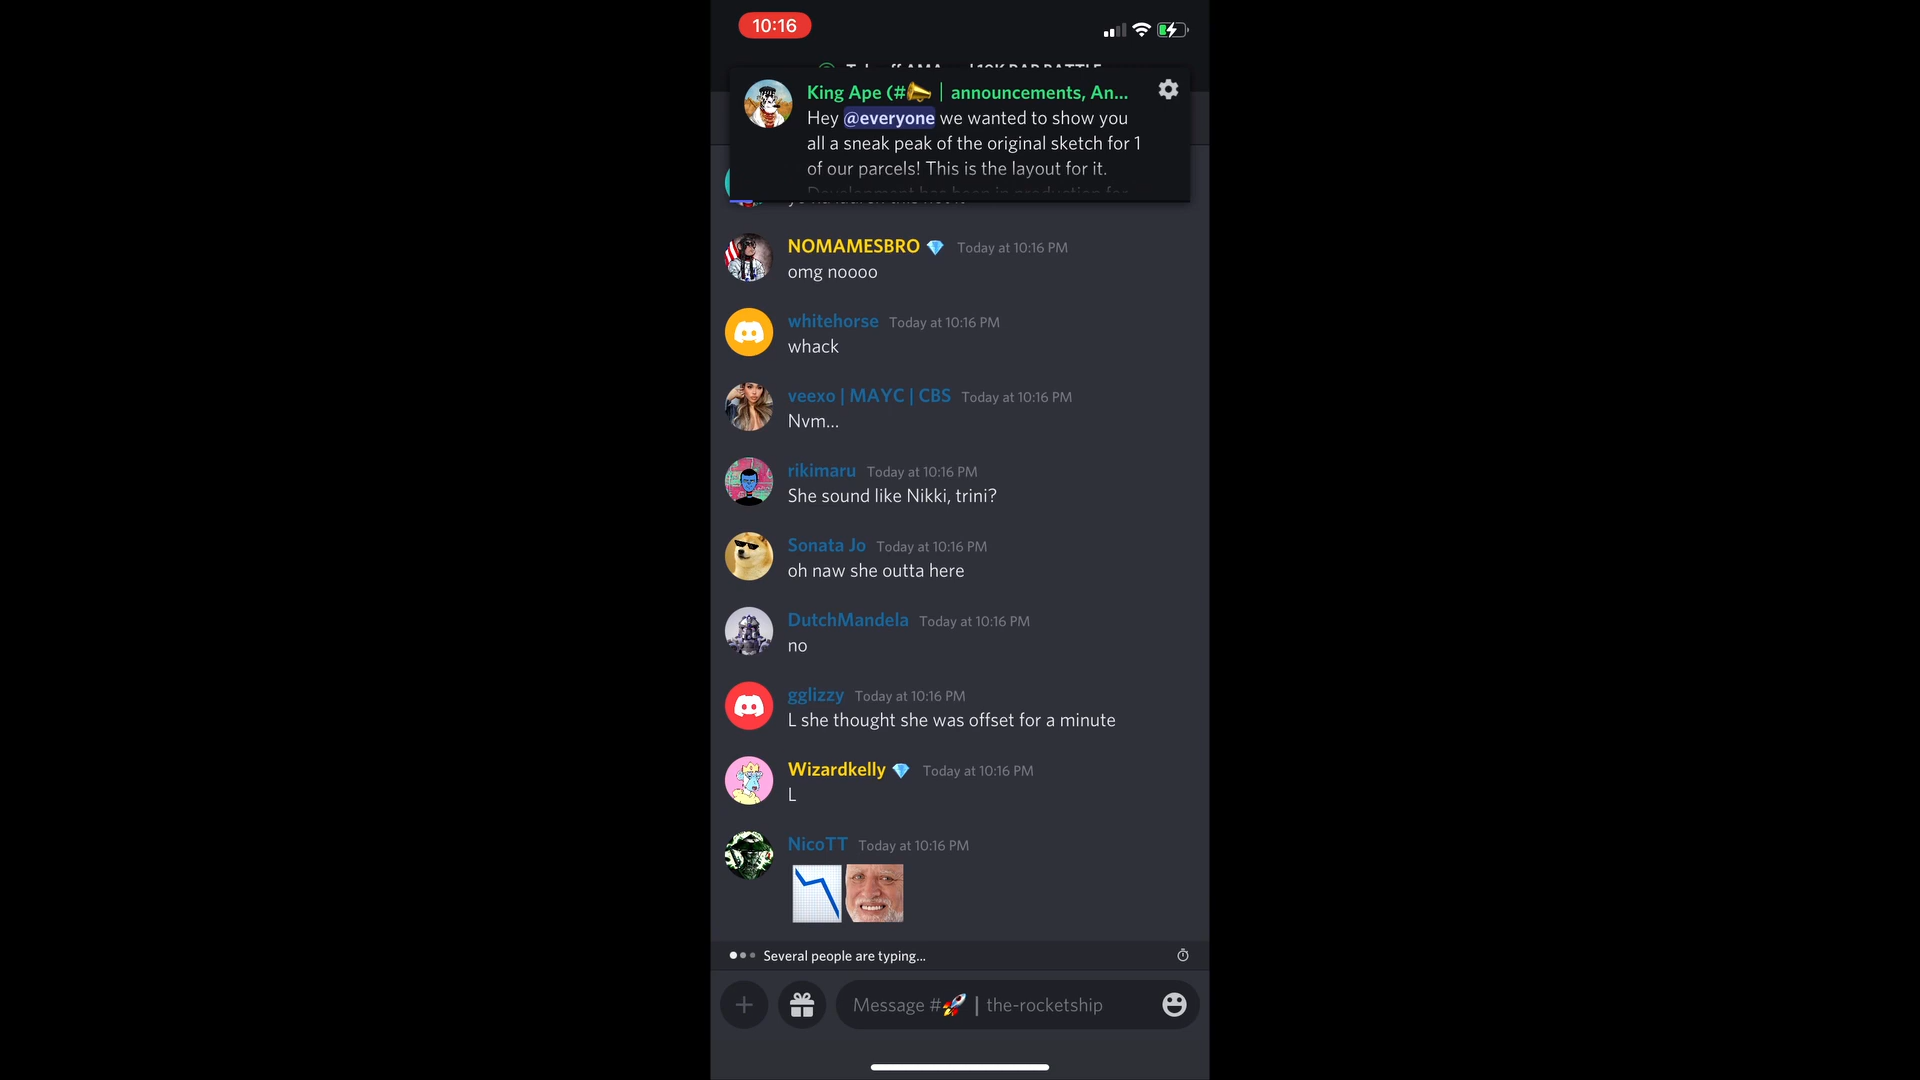 10:16
King Ape (# | announcements, An...
Hey @everyone we wanted to show you
all a sneak peak of the original sketch for 1
of our parcels! This is the layout for it.
Development has been in production for
NOMAMESBRO Today at 10:16 PM
omg noooo
whitehorse Today at 10:16 PM
whack
veexo | MAYC | CBS Today at 10:16 PM
Nvm...
rikimaru Today at 10:16 PM
She sound like Nikki, trini?
Sonata Jo Today at 10:16 PM
oh naw she outta here
DutchMandela Today at 10:16 PM
no
gglizzy Today at 10:16 PM
L she thought she was offset for a minute
Wizardkelly Today at 10:16 PM
L
NicoTT Today at 10:16 PM
Several people are typing...
Message # | the-rocketship